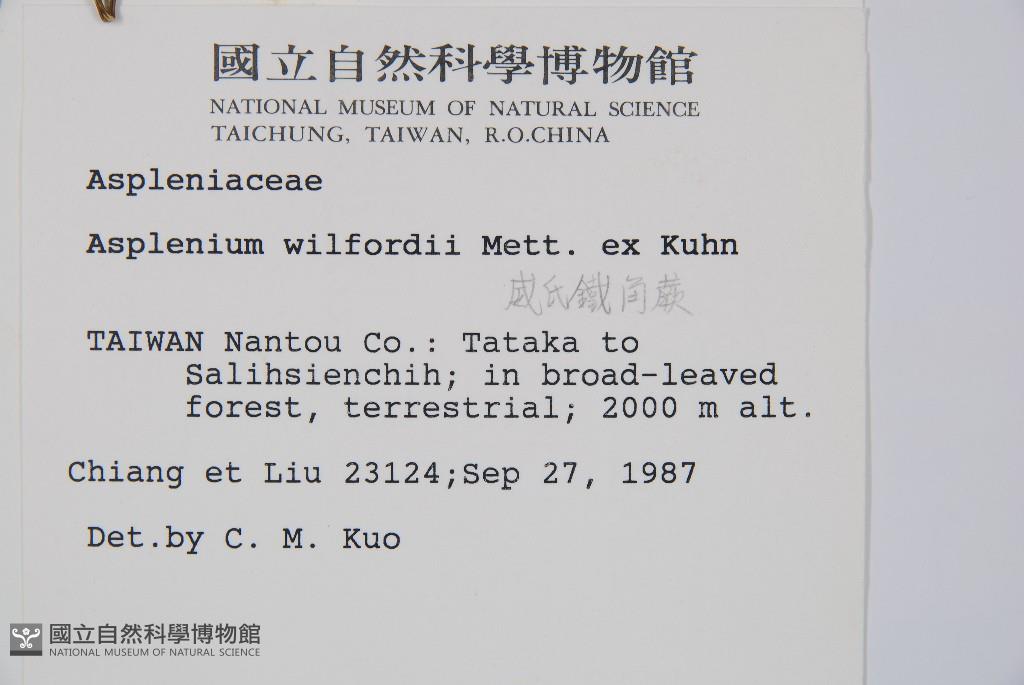 國立自然科學博物館
NATIONAL MUSEUM OF NATURAL SCIENCE
TAICHUNG, TAIWAN, R.O.CHINA
Aspleniaceae
Asplenium wilfordii Mett. ex Kuhn
威氏鐵角蕨
TAIWAN Nantou Co.: Tataka to
Salihsienchih; in broad-leaved
forest, terrestrial; 2000 m alt.
Chiang et Liu 23124;Sep 27, 1987
Det.by C. M. Kuo
國立自然科學博物館
NATIONAL MUSEUM OF NATURAL SCIENCE